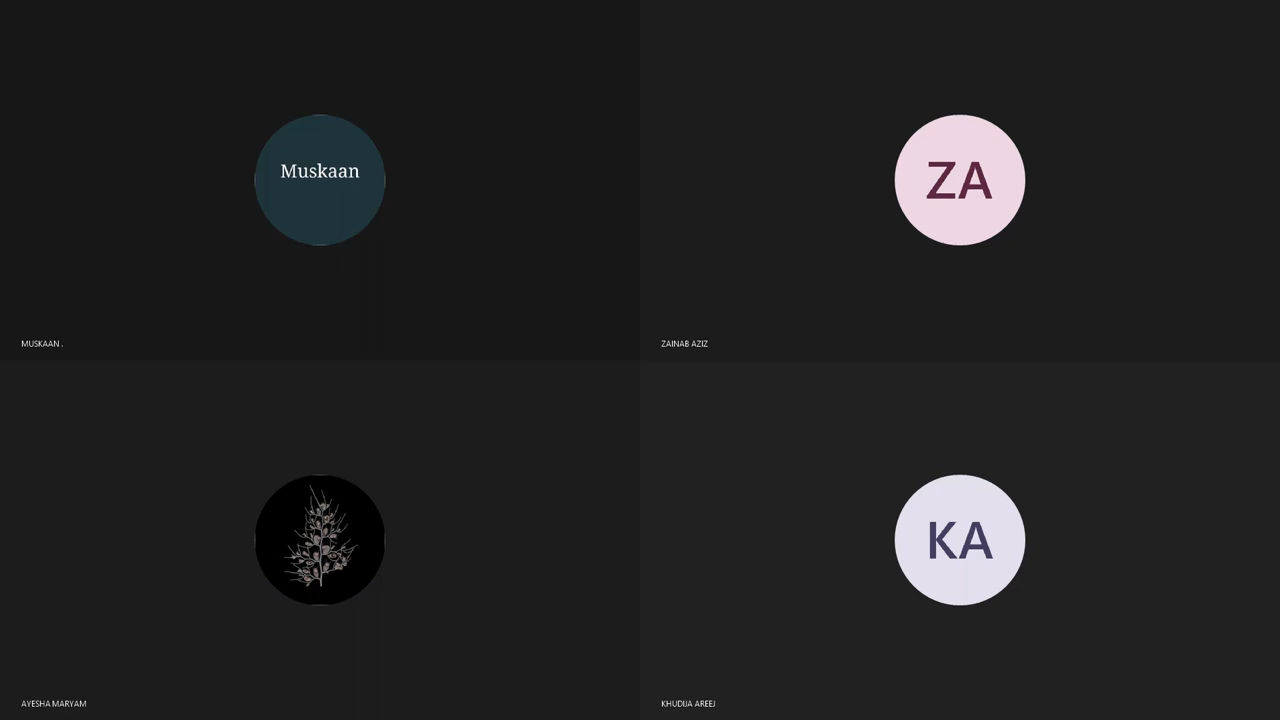 Muskaan
MUSKAAN .
ZA
ZAINAB AZIZ
AYESHA MARYAM
KA
KHUDIJA AREEJ